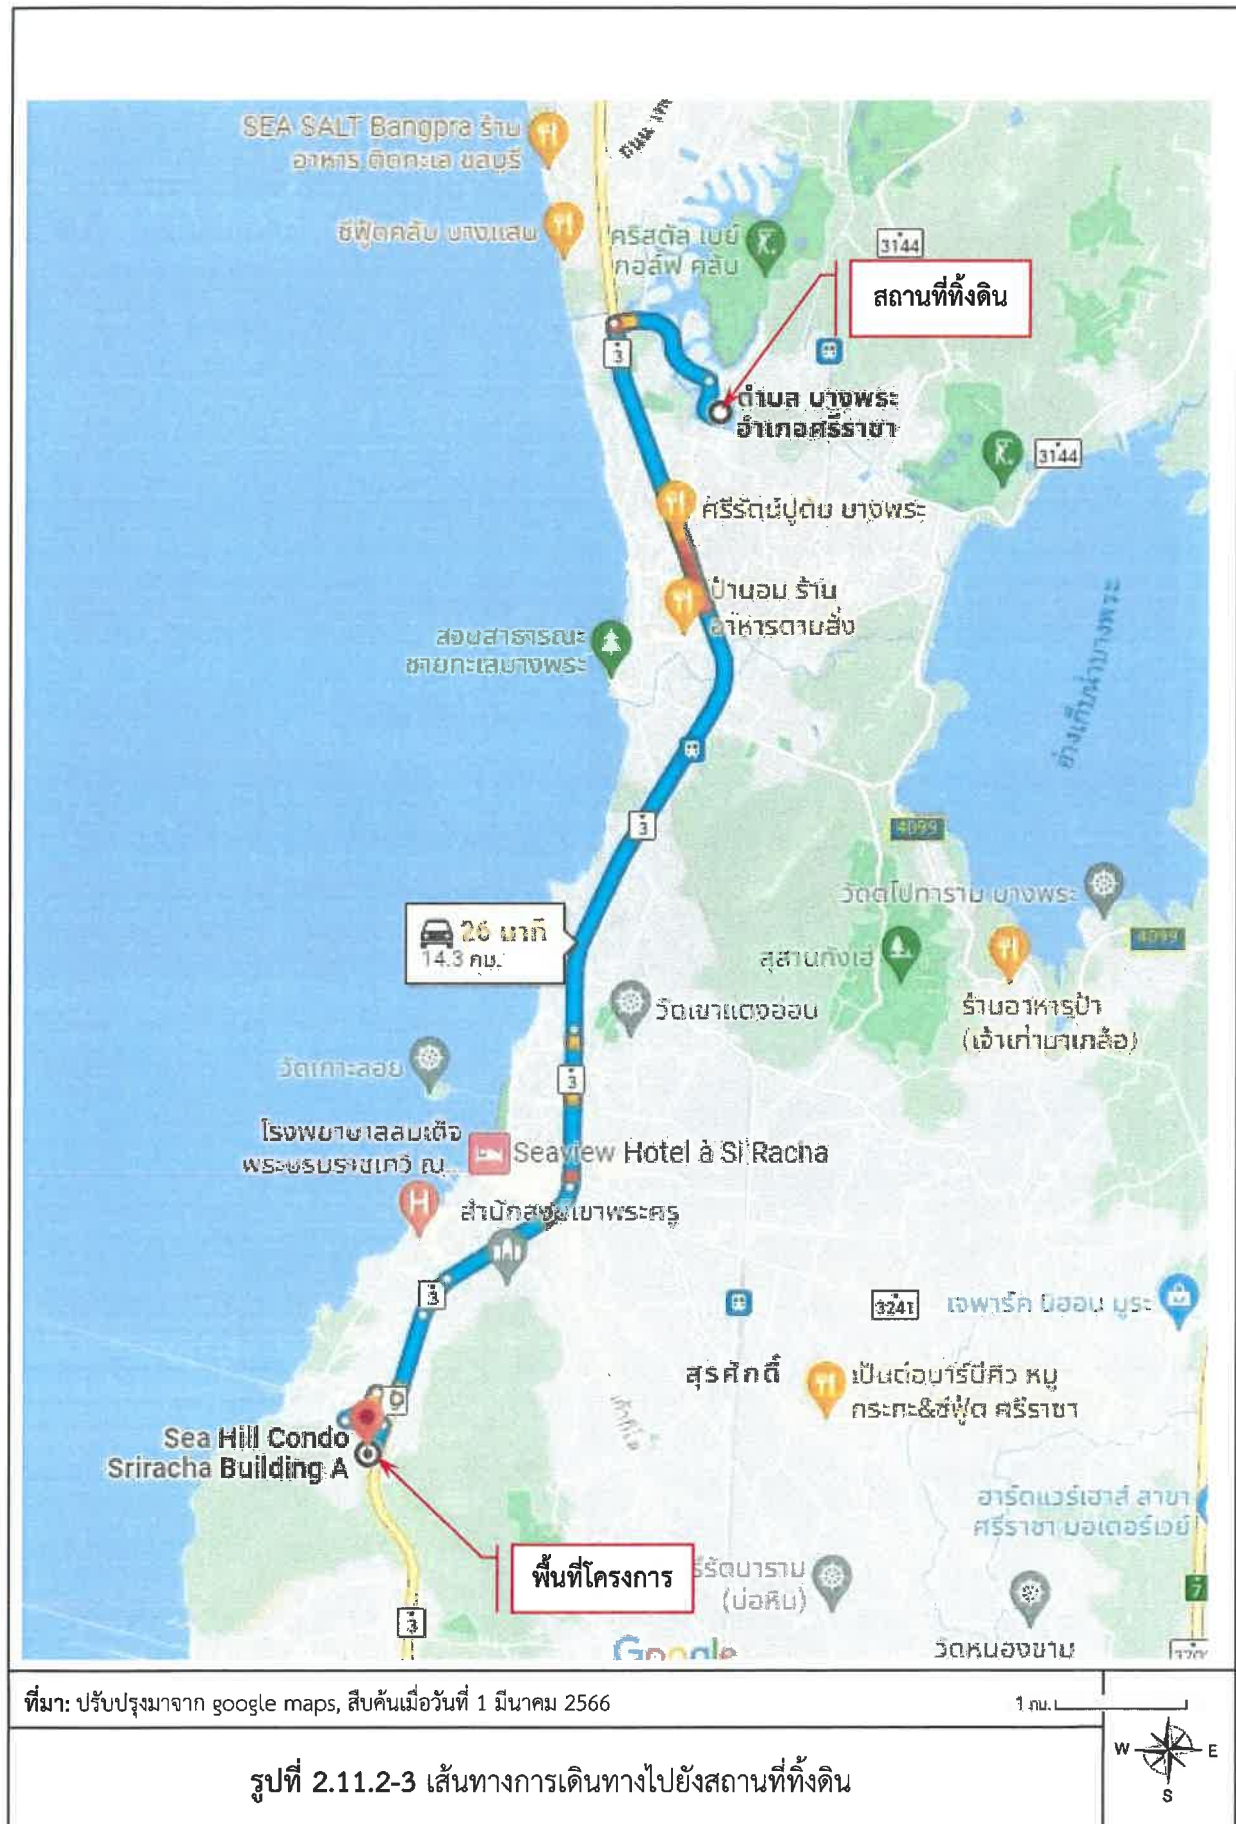 SEA SALT Bangpra ร้าน
อาหาร ติดทะเล ชลบุรี
ซีฟู้ดคลับ บางแสน
คริสตัล เบย์
กอล์ฟ คลับ
3144
สถานที่ทิ้งดิน
3
ตำบล บางพระ
อำเภอศรีราชา
3144
ศรีรัตน์ปูต้ม บางพระ
ป้านอม ร้าน
อาหารตามสั่ง
สวนสาธารณะ
ชายทะเลบางพระ
อ่างเก็บน้ำบางพระ
3
4099
วัดตโปทาราม บางพระ
26 นาที
14.3 กม.
4099
สุสานกังเฮ
ร้านอาหารป้า
(เจ้าเก่านาเกลือ)
วัดเขาแตงออน
วัดเกาะลอย
3
โรงพยาบาลสมเด็จ
พระบรมราชเทวี ณ...
Seaview Hotel à Si Racha
H
สำนักสงฆ์เขาพระครู
3
3241
เจพาร์ค นิฮอน มูระ
สุรศักดิ์
เป็นต่อบาร์บีคิว หมู
กระทะ&ซีฟู้ด ศรีราชา
Sea Hill Condo
Sriracha Building A
ฮาร์ดแวร์เฮาส์ สาขา
ศรีราชา มอเตอร์เวย์
พื้นที่โครงการ
(บ่อหิน)
7
3
วัดหนองขาม
Google
ที่มา: ปรับปรุงมาจาก google maps, สืบค้นเมื่อวันที่ 1 มีนาคม 2566
1 กม.
W E
S
รูปที่ 2.11.2-3 เส้นทางการเดินทางไปยังสถานที่ทิ้งดิน